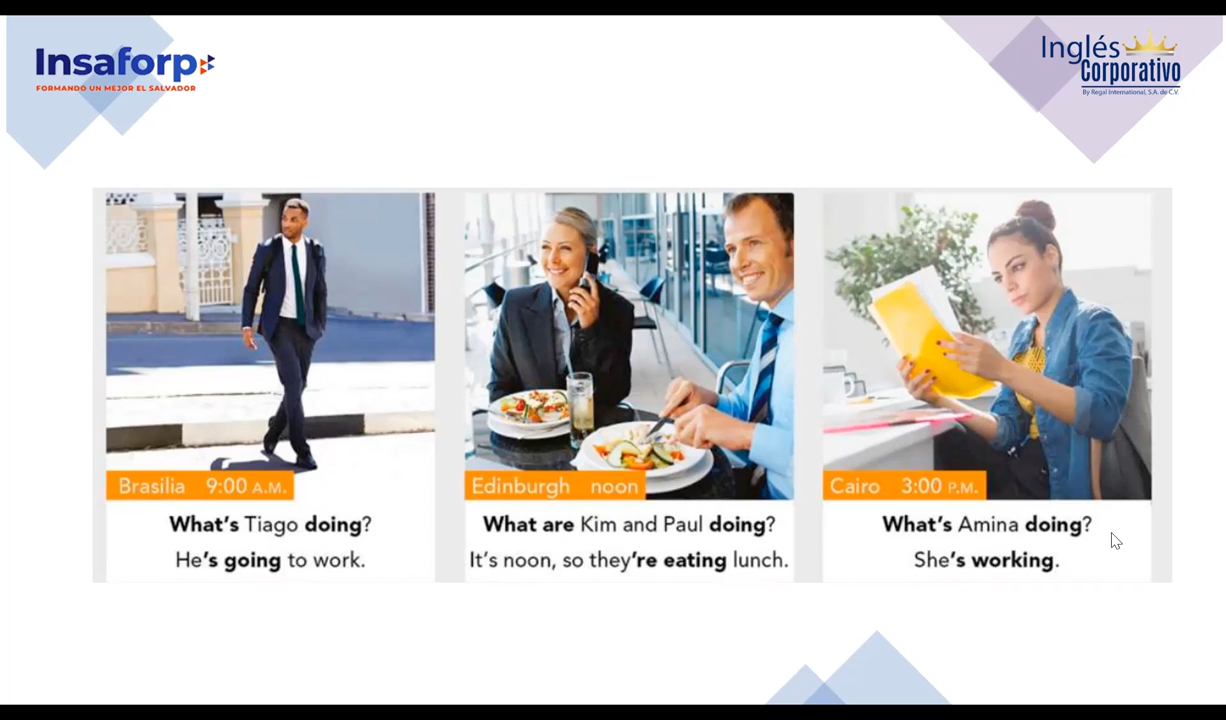 Insaforp
FORMANDO UN MEJOR EL SALVADOR
Inglés
Corporativo
By Regal International, S.A. de C.V.
Brasilia 9:00 A.M.
What's Tiago doing?
He's going to work.
Edinburgh noon
What are Kim and Paul doing?
It's noon, so they're eating lunch.
Cairo 3:00 P.M.
What's Amina doing?
She's working.